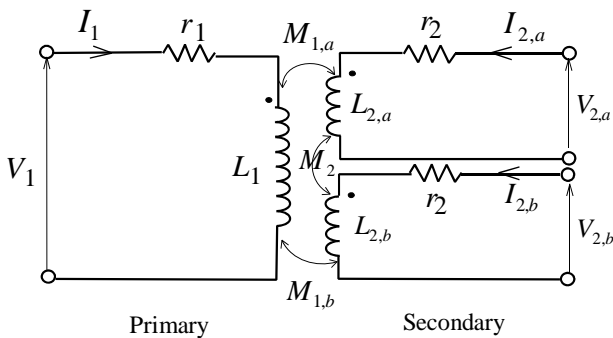 I₁
r₁
M₁,ₐ
r₂
I₂,ₐ
V₁
L₁
L₂,ₐ
V₂,ₐ
M₂
r₂
I₂,b
L₂,b
V₂,b
M₁,b
Primary
Secondary